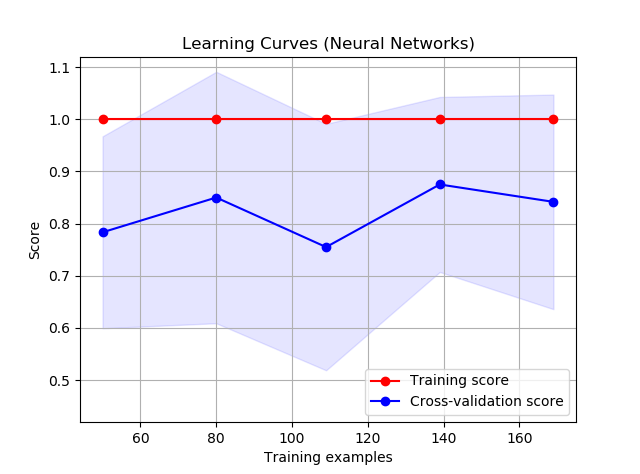 Learning Curves (Neural Networks)
1.1
1.0
0.9
0.8
0.7
0.6
0.5
Score
60 80 100 120 140 160
Training examples
Training score
Cross-validation score